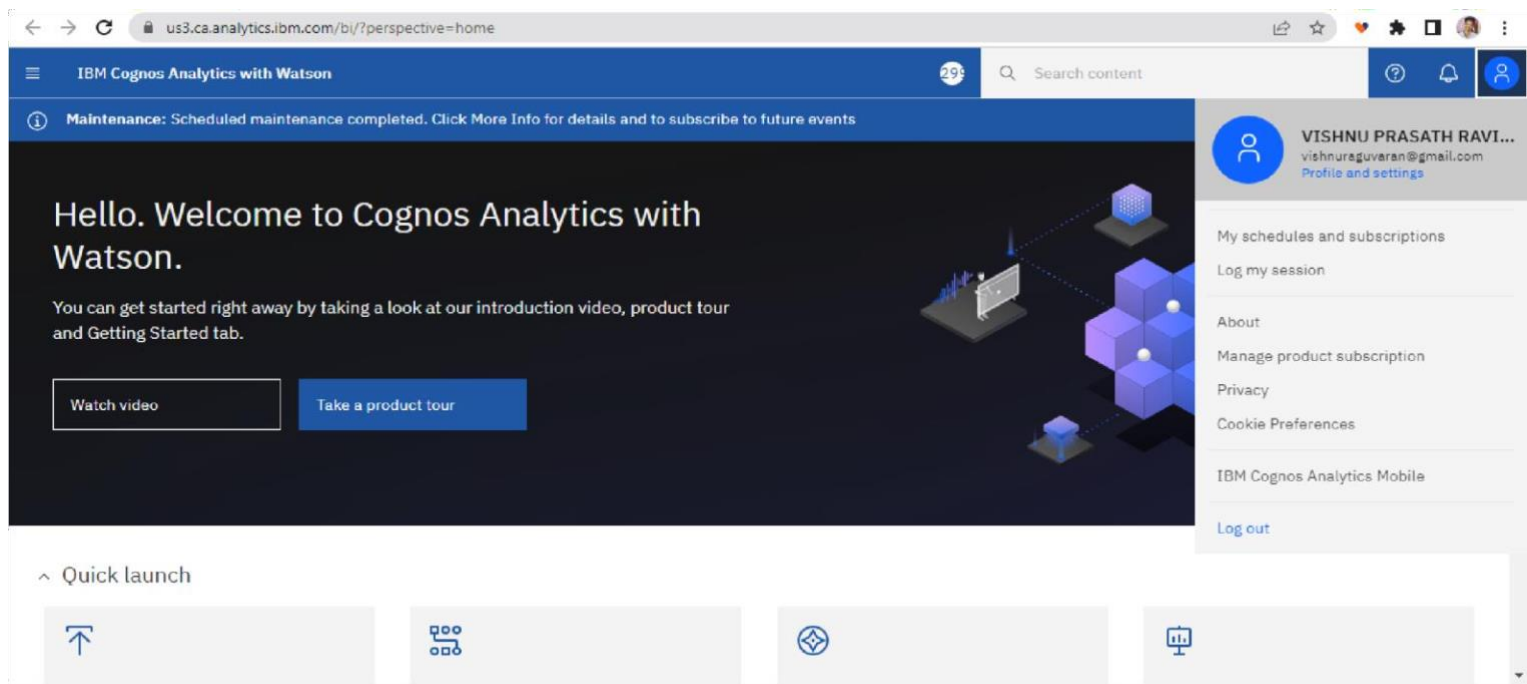 us3.ca.analytics.ibm.com/bi/?perspective=home
IBM Cognos Analytics with Watson
299
Search content
Maintenance: Scheduled maintenance completed. Click More Info for details and to subscribe to future events
VISHNU PRASATH RAVI...
vishnuraguvaran@gmail.com
Profile and settings
Hello. Welcome to Cognos Analytics with
Watson.
You can get started right away by taking a look at our introduction video, product tour
and Getting Started tab.
Watch video
Take a product tour
My schedules and subscriptions
Log my session
About
Manage product subscription
Privacy
Cookie Preferences
IBM Cognos Analytics Mobile
Log out
Quick launch